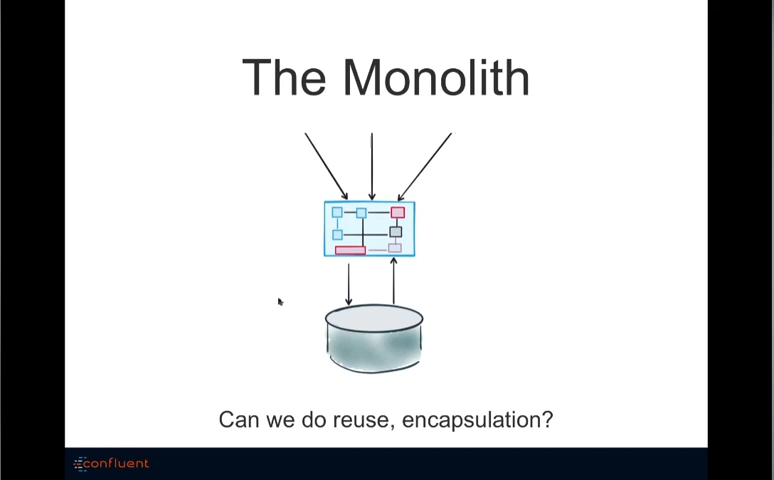 The Monolith
Can we do reuse, encapsulation?
confluent